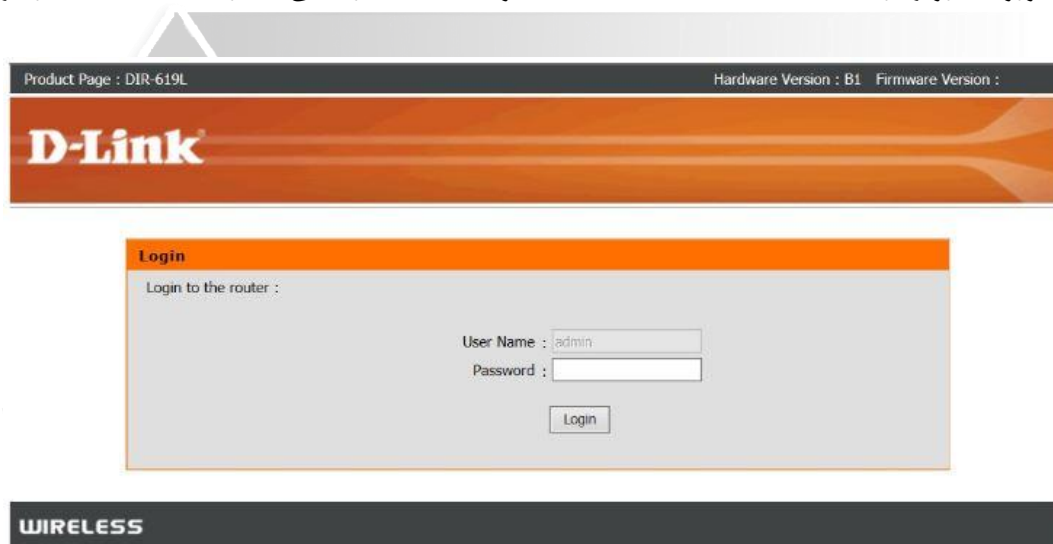 Product Page : DIR-619L Hardware Version : B1 Firmware Version :
D-Link
Login
Login to the router :
User Name : admin
Password :
Login
WIRELESS